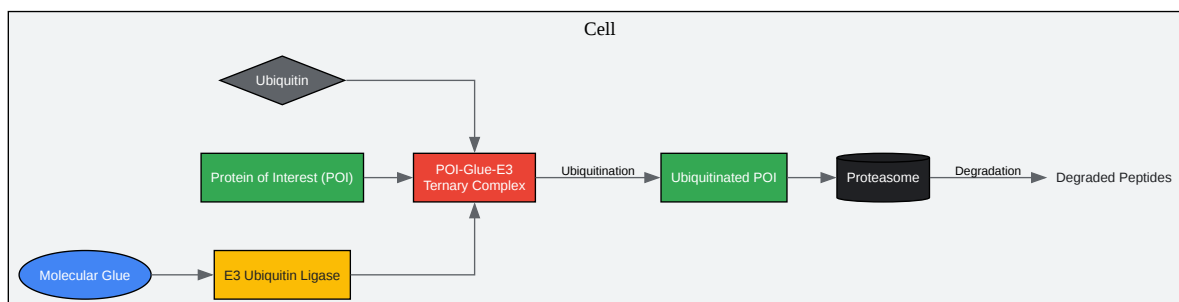 Cell
Ubiquitin
Protein of Interest (POI)
POI-Glue-E3
Ternary Complex
Ubiquitination
Ubiquitinated POI
Proteasome
Degradation
Degraded Peptides
Molecular Glue
E3 Ubiquitin Ligase